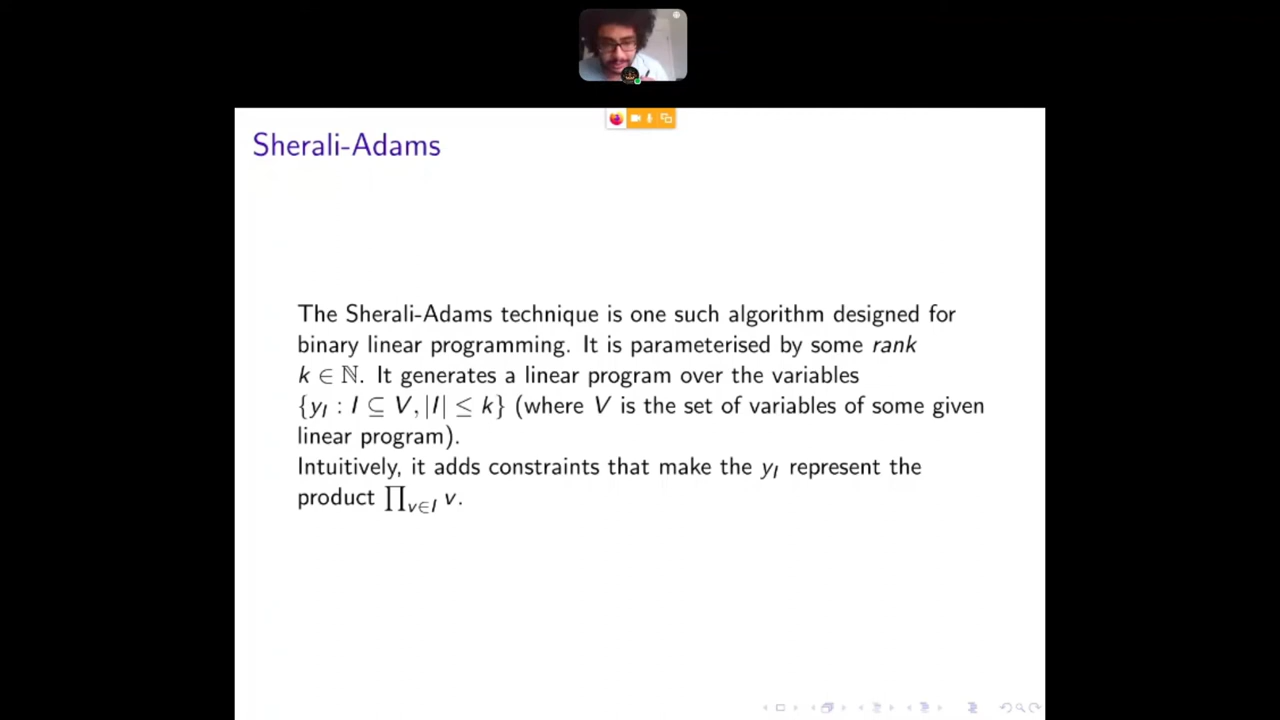 Sherali-Adams
The Sherali-Adams technique is one such algorithm designed for
binary linear programming. It is parameterised by some rank
k ∈ ℕ. It generates a linear program over the variables
{y_I : I ⊆ V, |I| ≤ k} (where V is the set of variables of some given
linear program).
Intuitively, it adds constraints that make the y_I represent the
product ∏_{v∈I} v.